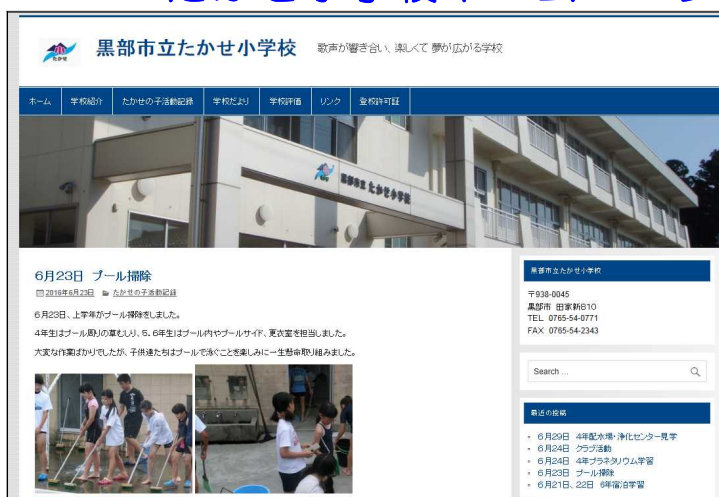 黒部市立たかせ小学校
歌声が響き合い、楽しくて 夢が広がる学校
たかせ
ホーム 学校紹介 たかせの子活動記録 学校だより 学校評価 リンク 登校許可証
黒部市立 たかせ小学校
6月23日 プール掃除
2016年6月23日 たかせの子活動記録
6月23日、上学年がプール掃除をしました。
4年生はプール周りの草むしり、5、6年生はプール内やプールサイド、更衣室を担当しました。
大変な作業ばかりでしたが、子供達たちはプールで泳ぐことを楽しみに一生懸命取り組みました。
黒部市立たかせ小学校
〒938-0045
黒部市 田家新810
TEL 0765-54-0771
FAX 0765-54-2343
Search …
最近の投稿
6月29日 4年配水場・浄化センター見学
6月24日 クラブ活動
6月24日 4年プラネタリウム学習
6月23日 プール掃除
6月21日、22日 6年宿泊学習